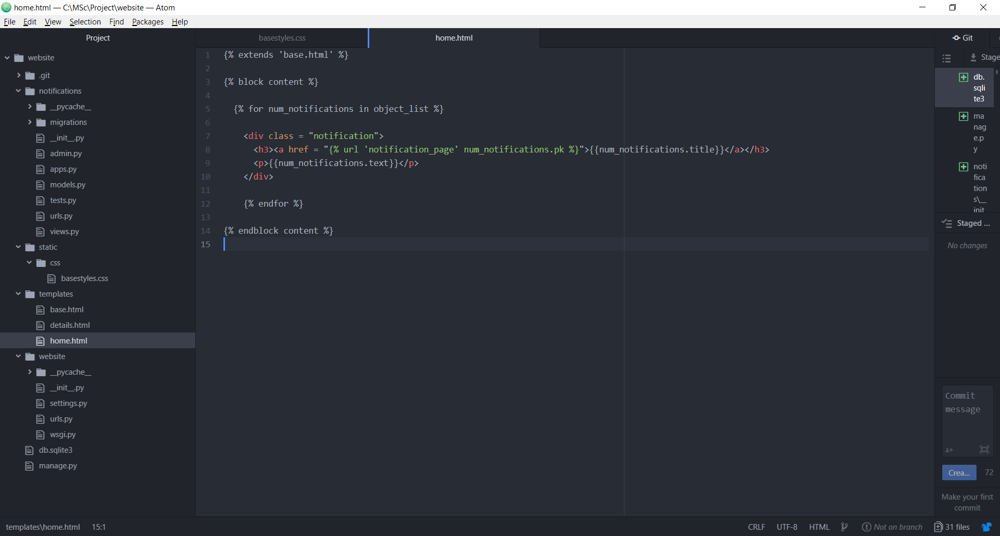 home.html — C:\MSc\Project\website — Atom
File Edit View Selection Find Packages Help
Project
website
.git
notifications
__pycache__
migrations
__init__.py
admin.py
apps.py
models.py
tests.py
urls.py
views.py
static
css
basestyles.css
templates
base.html
details.html
home.html
website
__pycache__
__init__.py
settings.py
urls.py
wsgi.py
db.sqlite3
manage.py
basestyles.css
home.html
1 {% extends 'base.html' %}
2
3 {% block content %}
4
5 {% for num_notifications in object_list %}
6
7 <div class = "notification">
8 <h3><a href = "{% url 'notification_page' num_notifications.pk %}">{{num_notifications.title}}</a></h3>
9 <p>{{num_notifications.text}}</p>
10 </div>
11
12 {% endfor %}
13
14 {% endblock content %}
15
Git
Stage
db.
sqli
te3
ma
nag
e.p
y
noti
fica
tion
s\__
init
Staged ...
No changes
Commit
message
Crea... 72
Make your first
commit
templates\home.html 15:1
CRLF UTF-8 HTML Not on branch 31 files